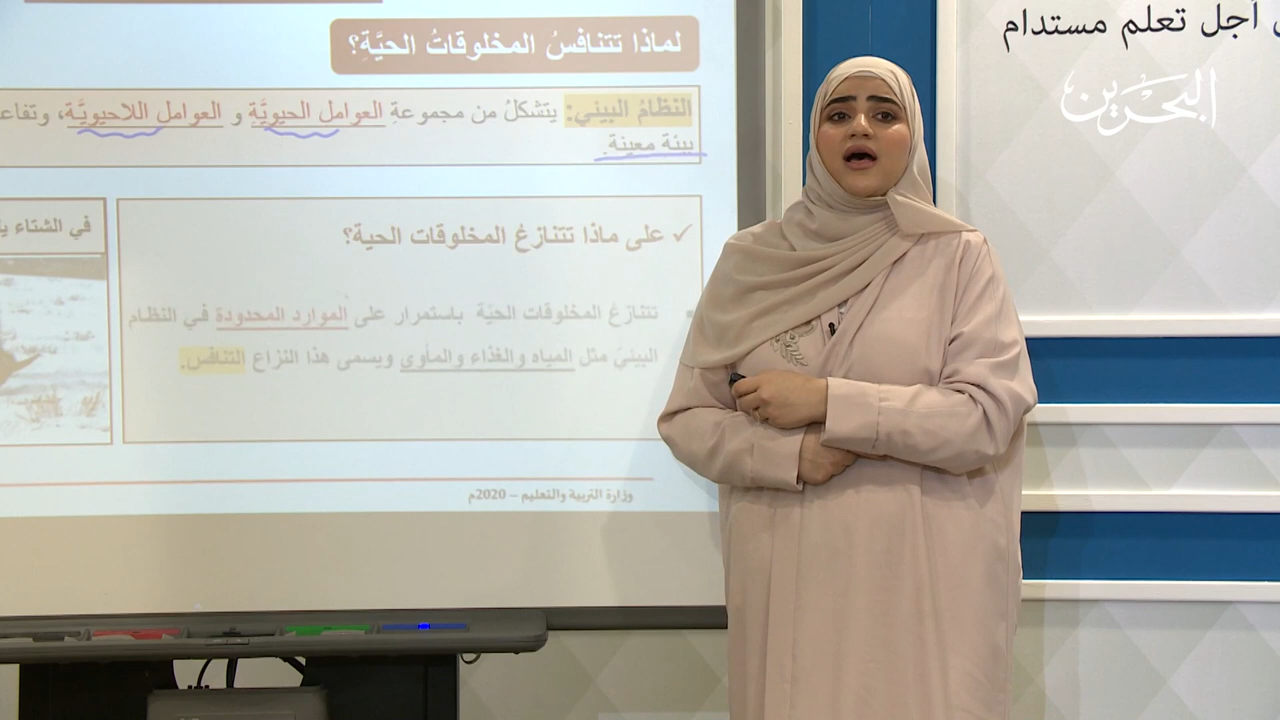 لماذا تتنافسُ المخلوقاتُ الحيَّةِ؟
النظامُ البيئي: يتشكلُ من مجموعةِ العوامل الحيويَّةِ و العوامل اللاحيويَّة، وتفاعـ
بيئة معينة.
✓ على ماذا تتنازعُ المخلوقات الحية؟
▪ تتنازعُ المخلوقات الحيّة باستمرار على الموارد المحدودة في النظام
البيئيّ مثل المياه والغذاء والمأوى ويسمى هذا النزاع التنافس.
في الشتاء
وزارة التربية والتعليم – 2020م
أجل تعلم مستدام
البحرين